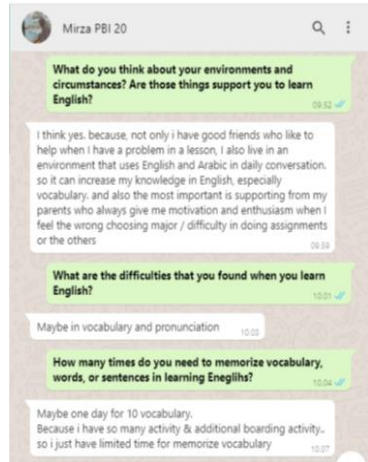 Mirza PBI 20
What do you think about your environments and
circumstances? Are those things support you to learn
English?
09.52
I think yes. because, not only i have good friends who like to
help when I have a problem in a lesson, I also live in an
environment that uses English and Arabic in daily conversation.
so it can increase my knowledge in English, especially
vocabulary. and also the most important is supporting from my
parents who always give me motivation and enthusiasm when I
feel the wrong choosing major / difficulty in doing assignments
or the others
09.59
What are the difficulties that you found when you learn
English?
10.01
Maybe in vocabulary and pronunciation
10.03
How many times do you need to memorize vocabulary,
words, or sentences in learning Eneglihs?
10.04
Maybe one day for 10 vocabulary.
Because i have so many activity & additional boarding activity..
so i just have limited time for memorize vocabulary
10.07